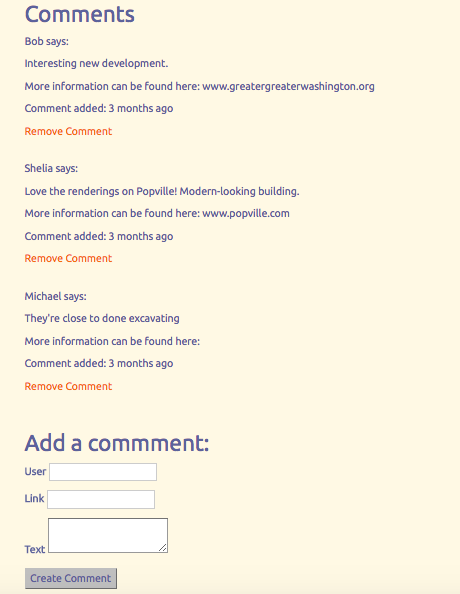 Comments
Bob says:
Interesting new development.
More information can be found here: www.greatergreaterwashington.org
Comment added: 3 months ago
Remove Comment
Shelia says:
Love the renderings on Popville! Modern-looking building.
More information can be found here: www.popville.com
Comment added: 3 months ago
Remove Comment
Michael says:
They're close to done excavating
More information can be found here:
Comment added: 3 months ago
Remove Comment
Add a commment:
User
Link
Text
Create Comment